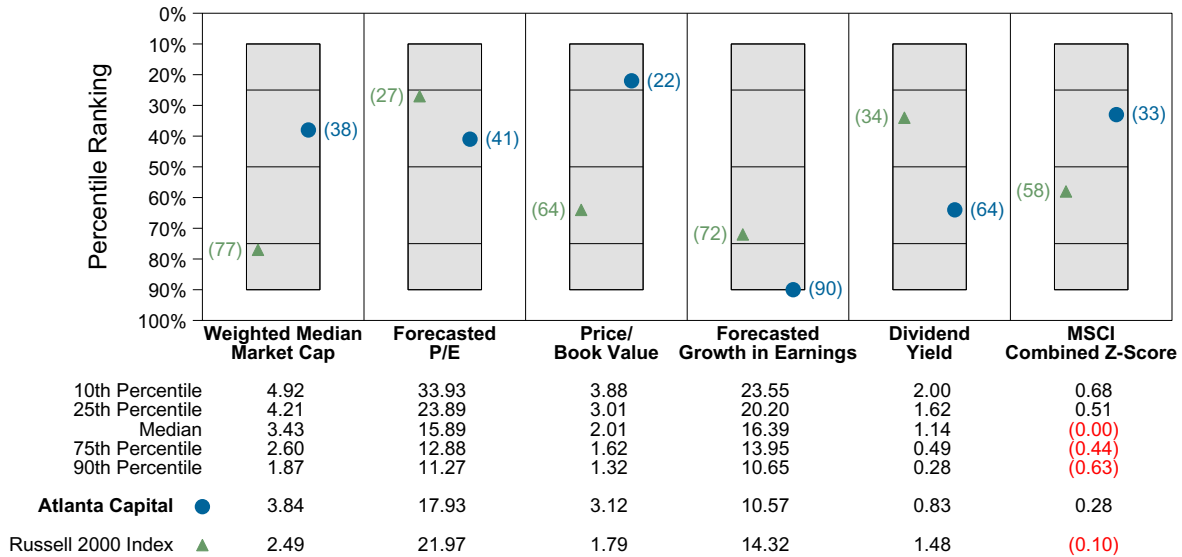 Percentile Ranking
0%
10%
20%
30%
40%
50%
60%
70%
80%
90%
100%
(77)
(38)
(27)
(41)
(64)
(22)
(72)
(90)
(34)
(64)
(58)
(33)
Weighted Median
Market Cap
Forecasted
P/E
Price/
Book Value
Forecasted
Growth in Earnings
Dividend
Yield
MSCI
Combined Z-Score
10th Percentile 4.92 33.93 3.88 23.55 2.00 0.68
25th Percentile 4.21 23.89 3.01 20.20 1.62 0.51
Median 3.43 15.89 2.01 16.39 1.14 (0.00)
75th Percentile 2.60 12.88 1.62 13.95 0.49 (0.44)
90th Percentile 1.87 11.27 1.32 10.65 0.28 (0.63)
Atlanta Capital 3.84 17.93 3.12 10.57 0.83 0.28
Russell 2000 Index 2.49 21.97 1.79 14.32 1.48 (0.10)